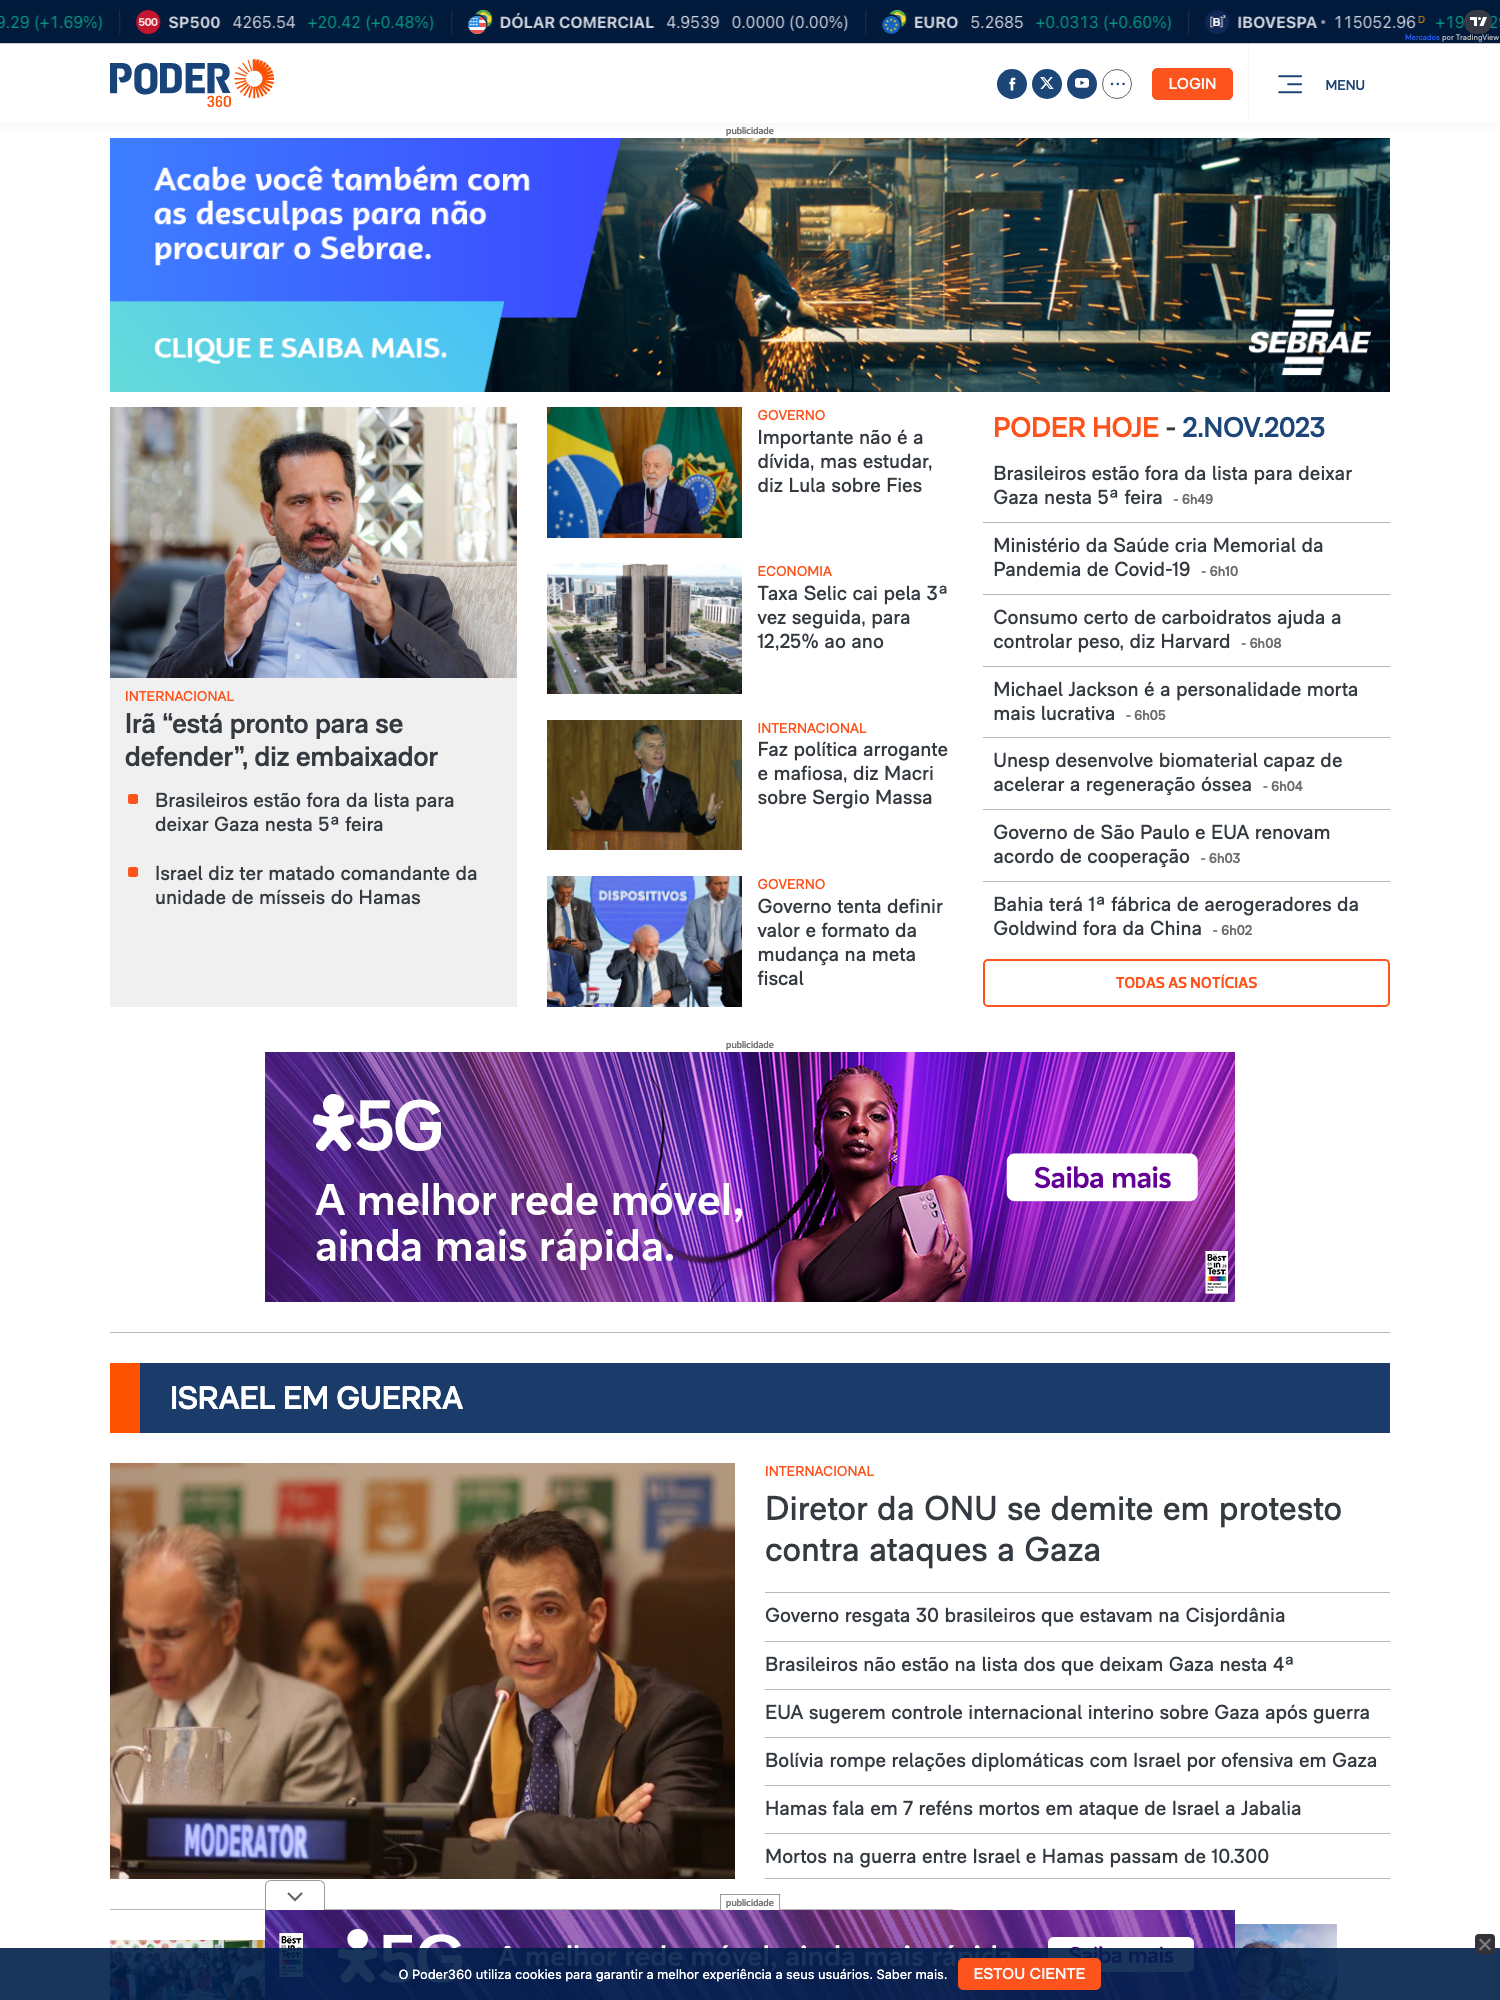 9.29 (+1.69%)
500 SP500 4265.54 +20.42 (+0.48%)
DÓLAR COMERCIAL 4.9539 0.0000 (0.00%)
EURO 5.2685 +0.0313 (+0.60%)
[B] IBOVESPA 115052.96 D
Mercados por TradingView
PODER
360
LOGIN
MENU
publicidade
Acabe você também com
as desculpas para não
procurar o Sebrae.
CLIQUE E SAIBA MAIS.
SEBRAE
INTERNACIONAL
Irã “está pronto para se
defender”, diz embaixador
Brasileiros estão fora da lista para
deixar Gaza nesta 5ª feira
Israel diz ter matado comandante da
unidade de mísseis do Hamas
GOVERNO
Importante não é a
dívida, mas estudar,
diz Lula sobre Fies
ECONOMIA
Taxa Selic cai pela 3ª
vez seguida, para
12,25% ao ano
INTERNACIONAL
Faz política arrogante
e mafiosa, diz Macri
sobre Sergio Massa
DISPOSITIVOS
GOVERNO
Governo tenta definir
valor e formato da
mudança na meta
fiscal
PODER HOJE - 2.NOV.2023
Brasileiros estão fora da lista para deixar
Gaza nesta 5ª feira - 6h49
Ministério da Saúde cria Memorial da
Pandemia de Covid-19 - 6h10
Consumo certo de carboidratos ajuda a
controlar peso, diz Harvard - 6h08
Michael Jackson é a personalidade morta
mais lucrativa - 6h05
Unesp desenvolve biomaterial capaz de
acelerar a regeneração óssea - 6h04
Governo de São Paulo e EUA renovam
acordo de cooperação - 6h03
Bahia terá 1ª fábrica de aerogeradores da
Goldwind fora da China - 6h02
TODAS AS NOTÍCIAS
publicidade
5G
A melhor rede móvel,
ainda mais rápida.
Saiba mais
Best
in
Test.
ISRAEL EM GUERRA
MODERATOR
INTERNACIONAL
Diretor da ONU se demite em protesto
contra ataques a Gaza
Governo resgata 30 brasileiros que estavam na Cisjordânia
Brasileiros não estão na lista dos que deixam Gaza nesta 4ª
EUA sugerem controle internacional interino sobre Gaza após guerra
Bolívia rompe relações diplomáticas com Israel por ofensiva em Gaza
Hamas fala em 7 reféns mortos em ataque de Israel a Jabalia
Mortos na guerra entre Israel e Hamas passam de 10.300
publicidade
Best
in
5G
A melhor rede móvel, ainda mais rápida.
Saiba mais
O Poder360 utiliza cookies para garantir a melhor experiência a seus usuários. Saber mais.
ESTOU CIENTE